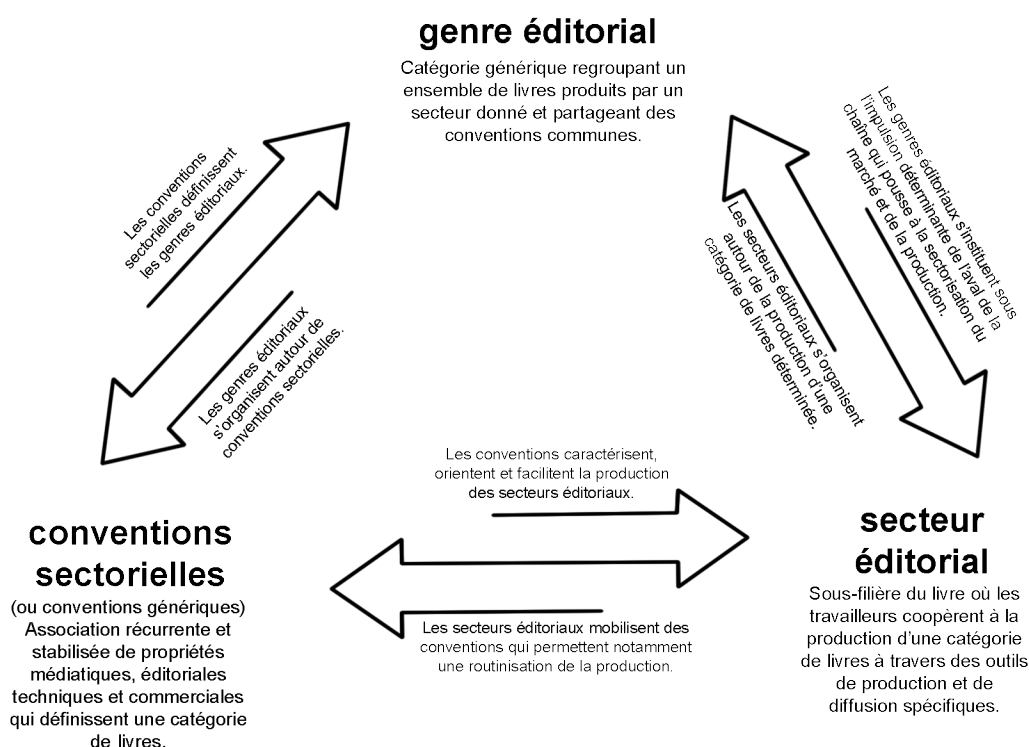 genre éditorial
Catégorie générique regroupant un
ensemble de livres produits par un
secteur donné et partageant des
conventions communes.
Les conventions
sectorielles définissent
les genres éditoriaux.
Les genres éditoriaux
s'organisent autour de
conventions sectorielles.
Les genres éditoriaux s'instituent sous
l'impulsion déterminante de l'aval de la
chaîne qui pousse à la sectorisation du
marché et de la production.
Les secteurs éditoriaux s'organisent
autour de la production d'une
catégorie de livres déterminée.
Les conventions caractérisent,
orientent et facilitent la production
des secteurs éditoriaux.
Les secteurs éditoriaux mobilisent des
conventions qui permettent notamment
une routinisation de la production.
conventions
sectorielles
(ou conventions génériques)
Association récurrente et
stabilisée de propriétés
médiatiques, éditoriales
techniques et commerciales
qui définissent une catégorie
de livres.
secteur
éditorial
Sous-filière du livre où les
travailleurs coopèrent à la
production d'une catégorie
de livres à travers des outils
de production et de
diffusion spécifiques.